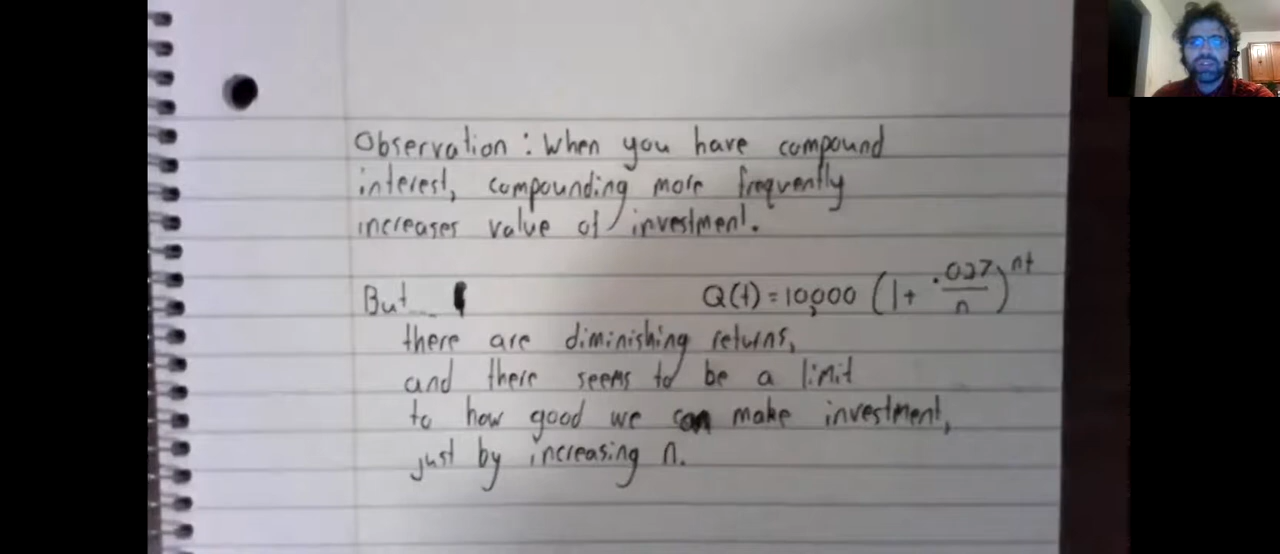 Observation: When you have compound
interest, compounding more frequently
increases value of investment.
But... Q(t) = 10,000 (1 + .027/n)^nt
there are diminishing returns,
and there seems to be a limit
to how good we can make investment,
just by increasing n.